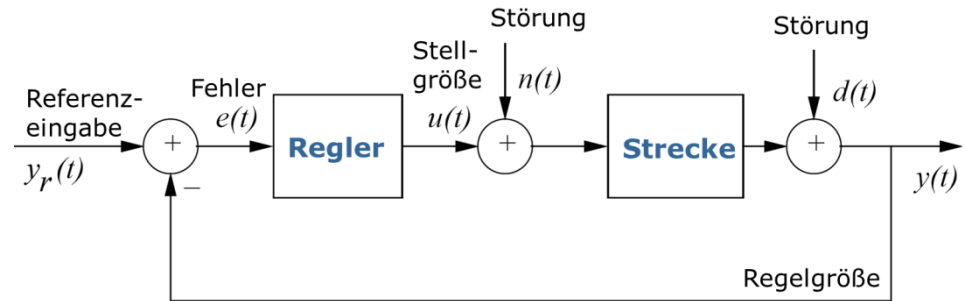 Störung
Störung
Stell-
größe
n(t)
d(t)
Referenz-
eingabe
Fehler
e(t)
u(t)
+
Regler
+
Strecke
+
y_r(t)
−
y(t)
Regelgröße